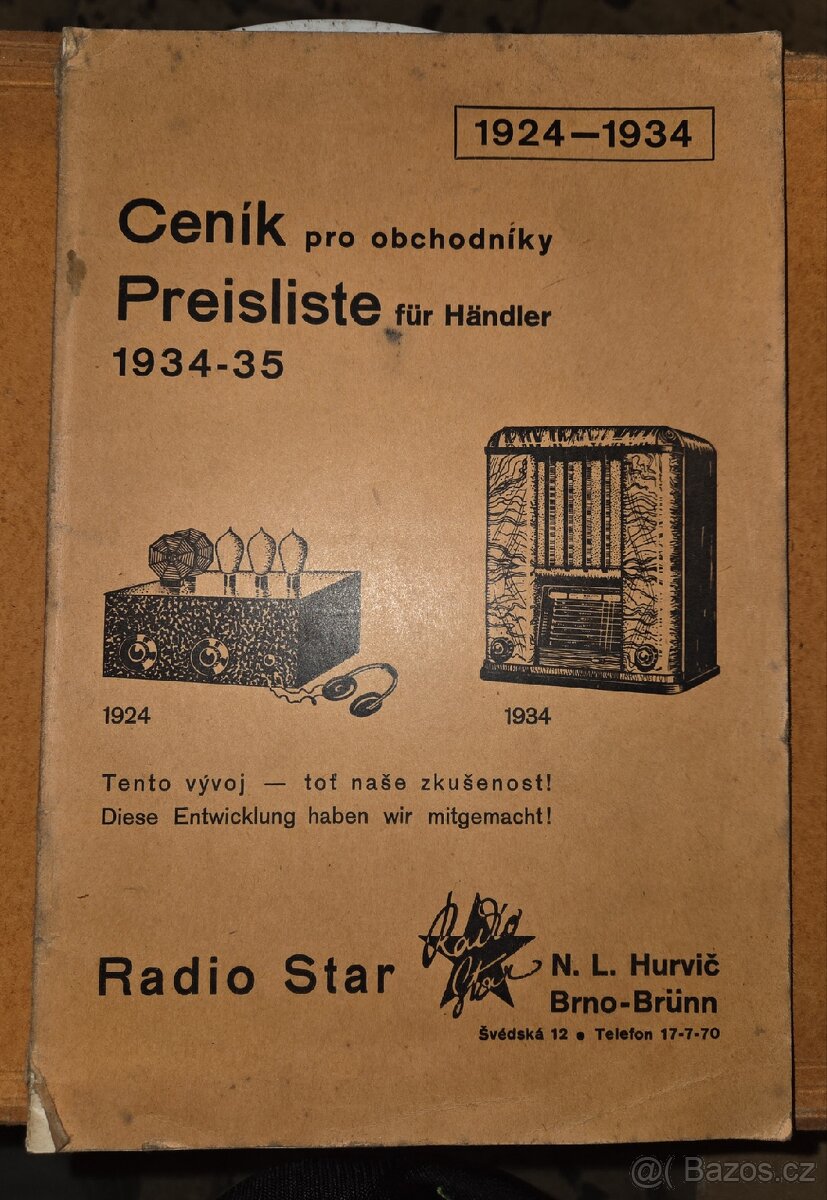 1924—1934
Ceník pro obchodníky
Preisliste für Händler
1934-35
1924
1934
Tento vývoj — toť naše zkušenost!
Diese Entwicklung haben wir mitgemacht!
Radio Star
Radio
Star
N. L. Hurvič
Brno-Brünn
Švédská 12 • Telefon 17-7-70
@( Bazos.cz